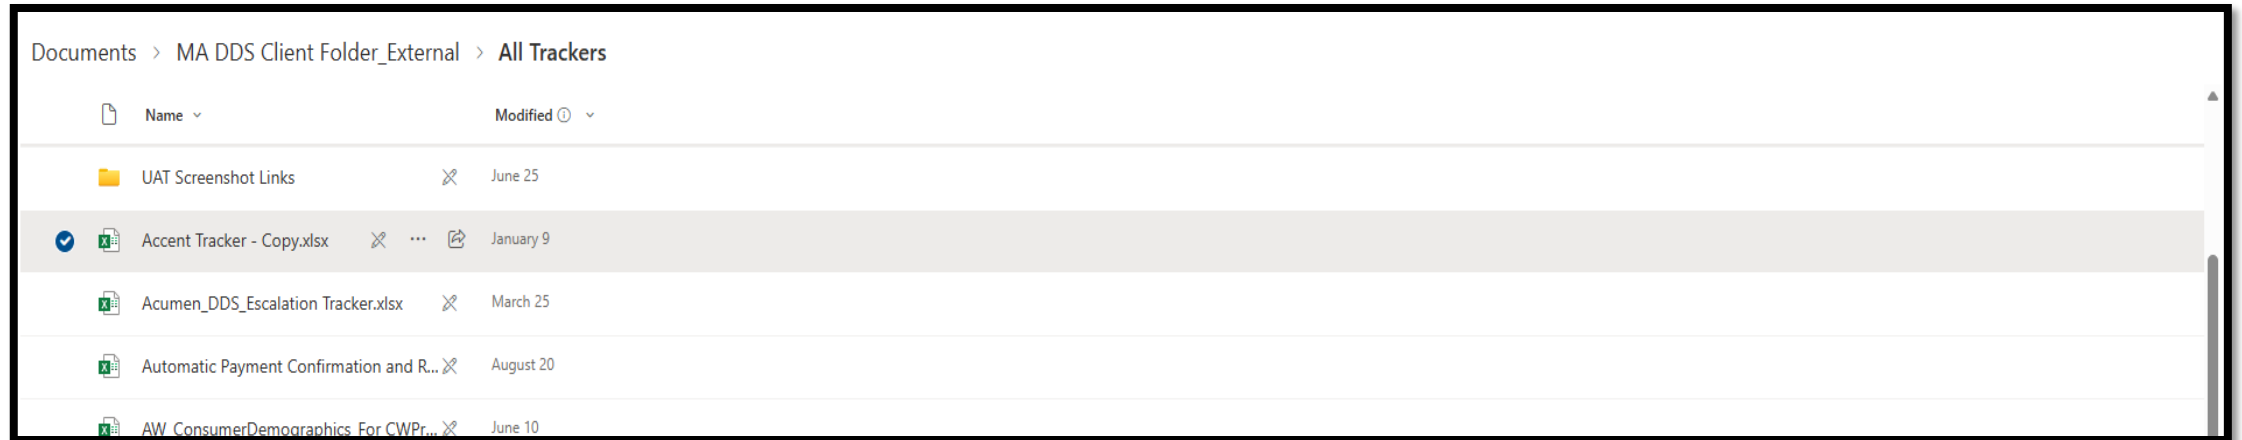 Documents > MA DDS Client Folder_External > All Trackers
Name Modified
UAT Screenshot Links June 25
Accent Tracker - Copy.xlsx ... January 9
Acumen_DDS_Escalation Tracker.xlsx March 25
Automatic Payment Confirmation and R... August 20
AW_ConsumerDemographics_For CWPr... June 10